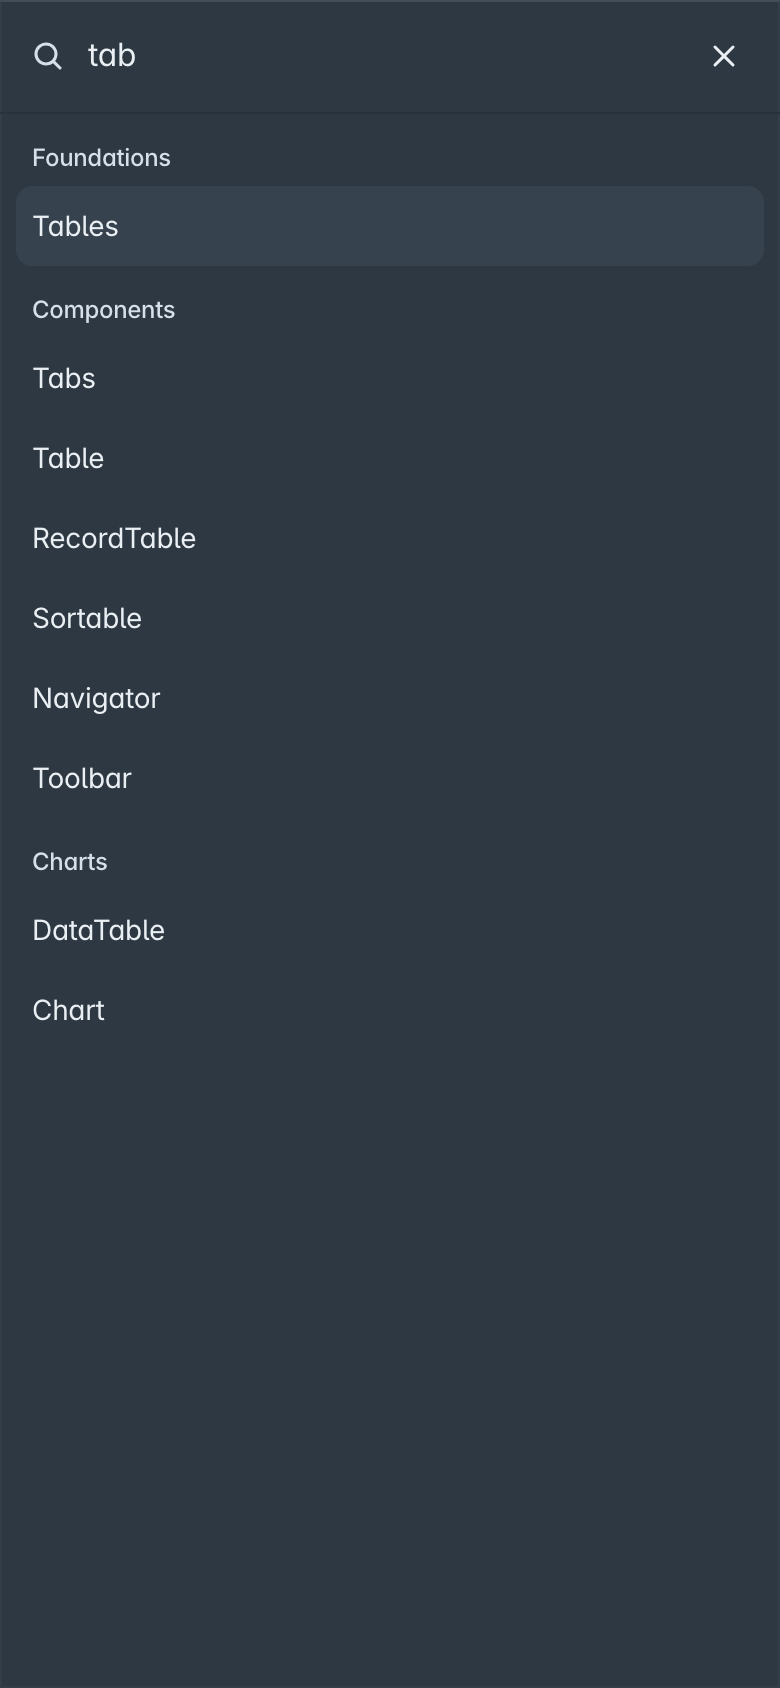 tab
Foundations
Tables
Components
Tabs
Table
RecordTable
Sortable
Navigator
Toolbar
Charts
DataTable
Chart